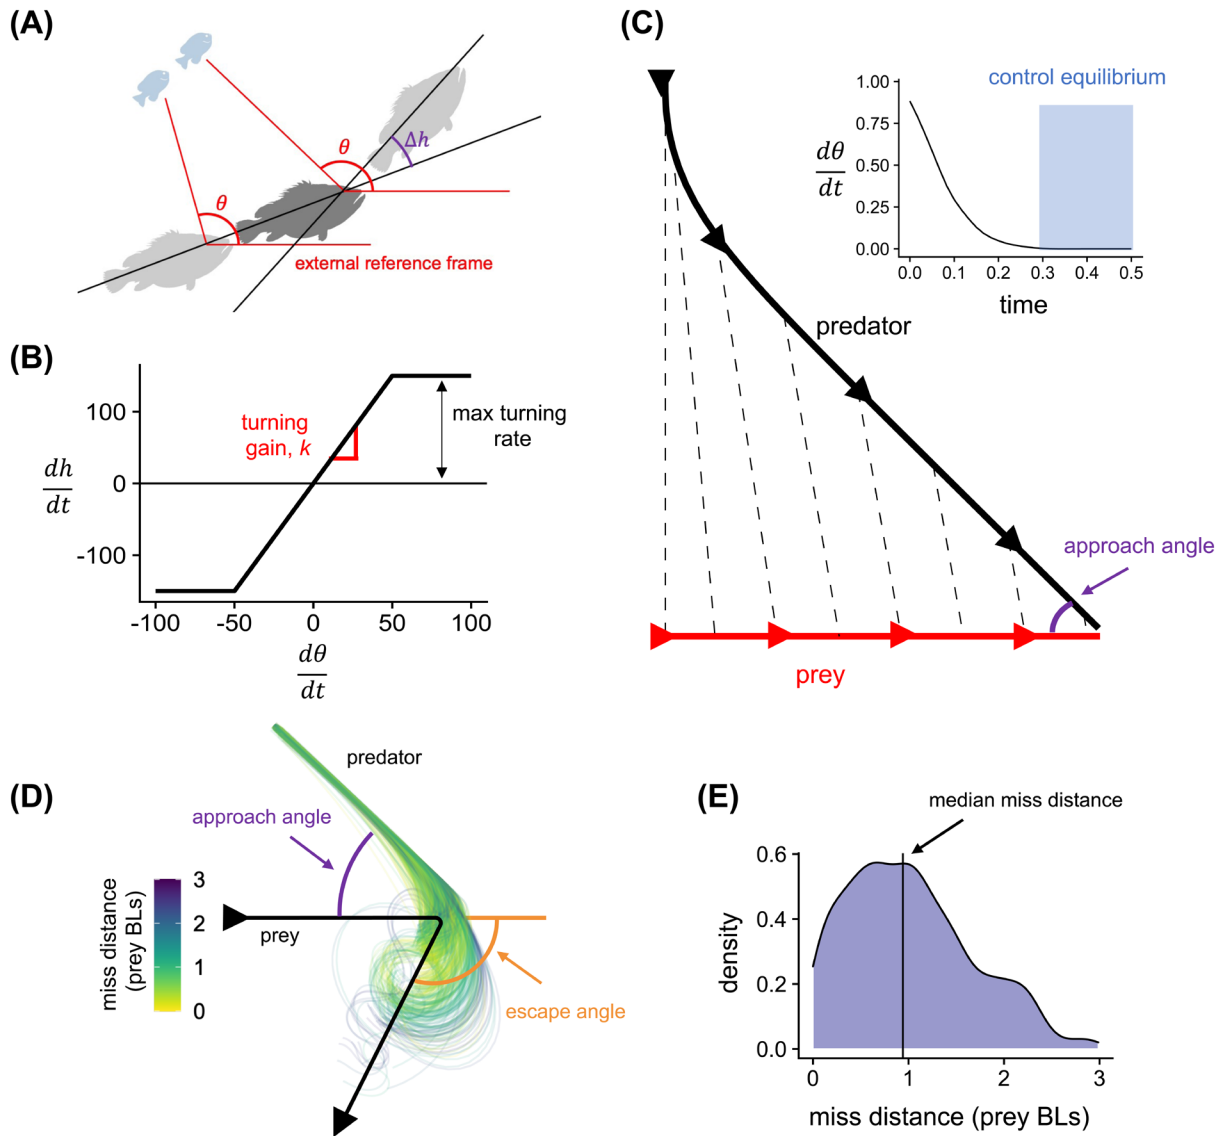 (A)
θ
θ
Δh
external reference frame
(B)
100
0
-100
dh
dt
turning
gain, k
max turning
rate
-100
-50
0
50
100
dθ
dt
(C)
1.00
0.75
0.50
0.25
0.00
dθ
dt
control equilibrium
0.0
0.1
0.2
0.3
0.4
0.5
time
predator
approach angle
prey
(D)
predator
approach angle
miss distance
(prey BLs)
3
2
1
0
prey
escape angle
(E)
median miss distance
0.6
0.4
0.2
0.0
density
0
1
2
3
miss distance (prey BLs)